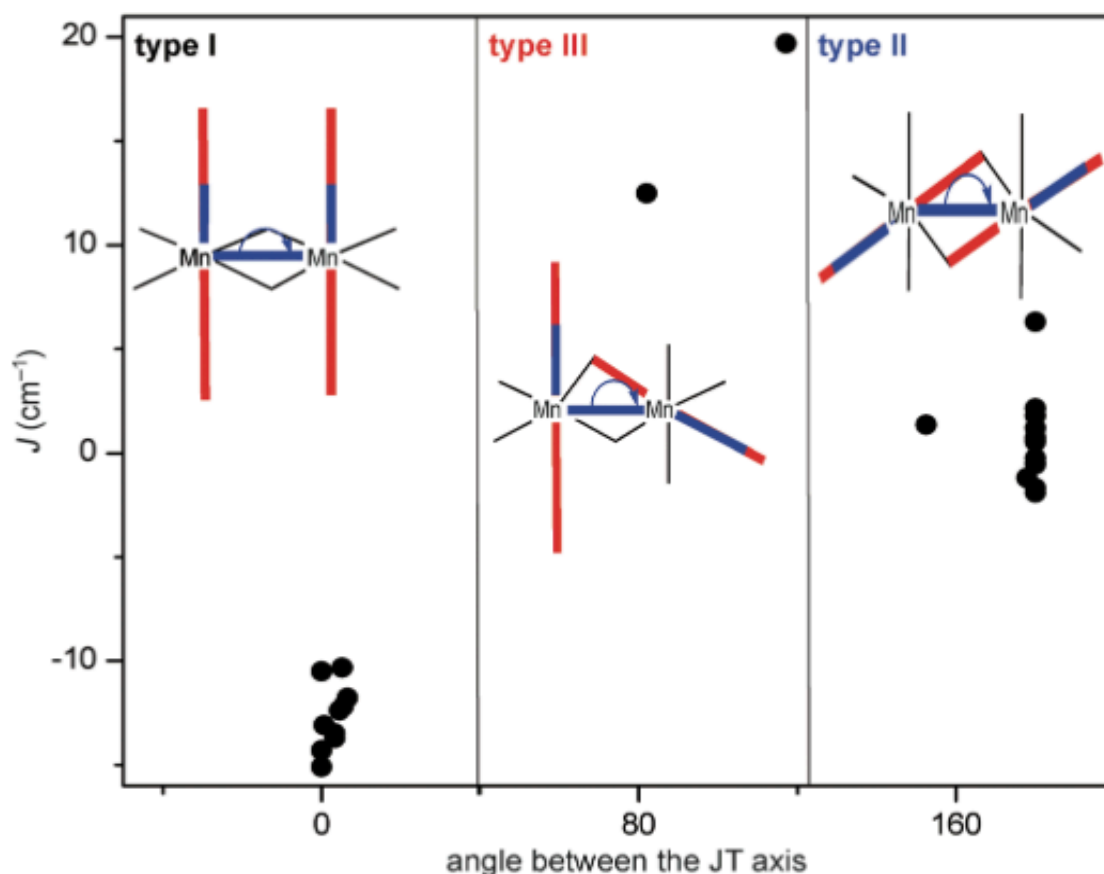 20
type I
type III
type II
Mn
Mn
10
Mn
Mn
Mn
Mn
J (cm⁻¹)
0
-10
0
80
160
angle between the JT axis